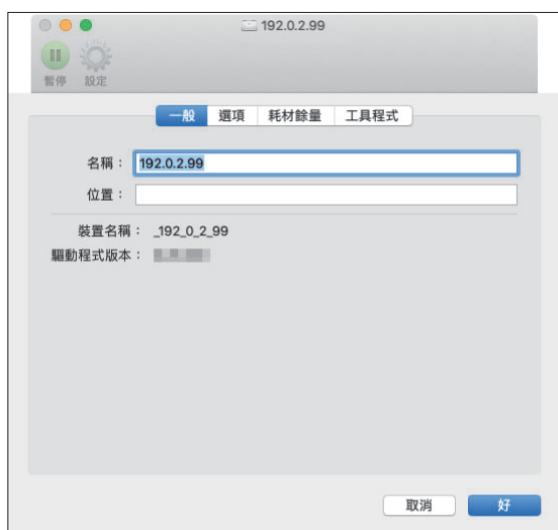 192.0.2.99
暫停 設定
一般 選項 耗材餘量 工具程式
名稱： 192.0.2.99
位置：
裝置名稱： _192_0_2_99
驅動程式版本：
取消 好